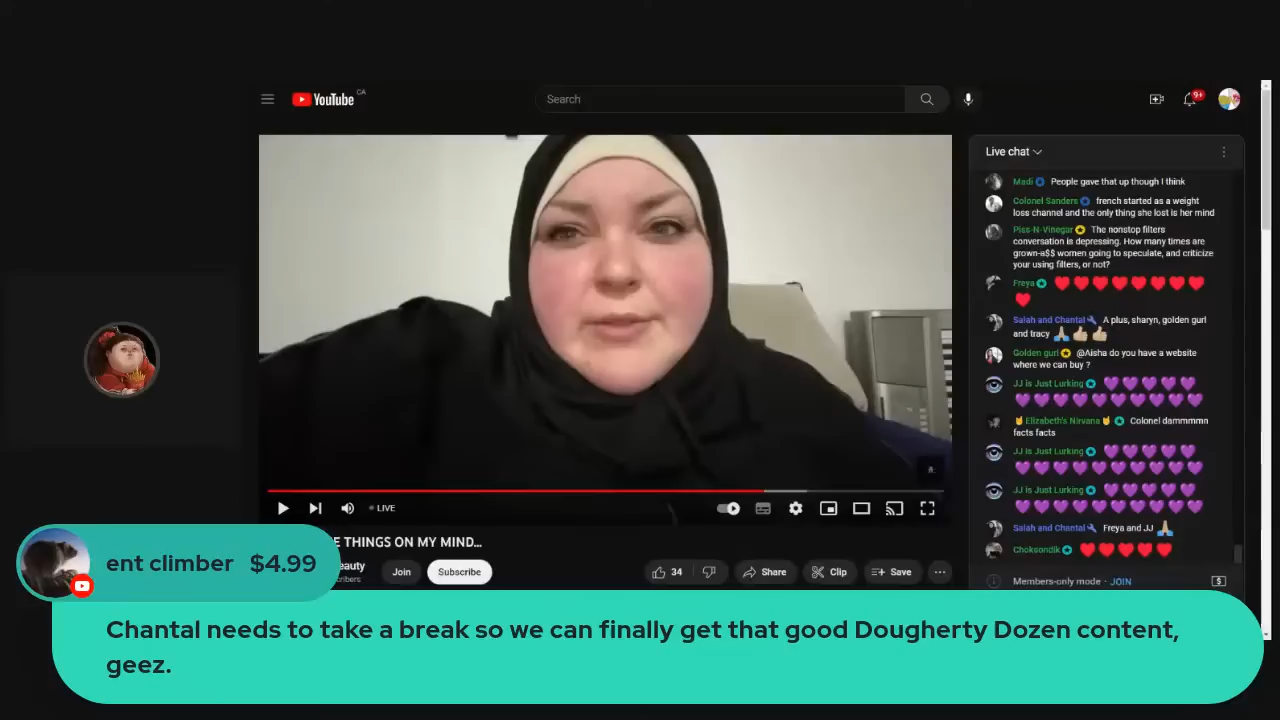 YouTube CA
Search
9+
Live chat
Madi People gave that up though I think
Colonel Sanders french started as a weight
loss channel and the only thing she lost is her mind
Piss-N-Vinegar The nonstop filters
conversation is depressing. How many times are
grown-a$$ women going to speculate, and criticize
your using filters, or not?
Freya
Salah and Chantal A plus, sharyn, golden gurl
and tracy
Golden gurl @Aisha do you have a website
where we can buy ?
JJ is Just Lurking
Elizabeth's Nirvana Colonel dammmmn
facts facts
JJ is Just Lurking
JJ is Just Lurking
Salah and Chantal Freya and JJ
Choksondik
Members-only mode · JOIN
LIVE
E THINGS ON MY MIND...
eauty
cribers
Join
Subscribe
34
Share
Clip
Save
ent climber $4.99
Chantal needs to take a break so we can finally get that good Dougherty Dozen content,
geez.